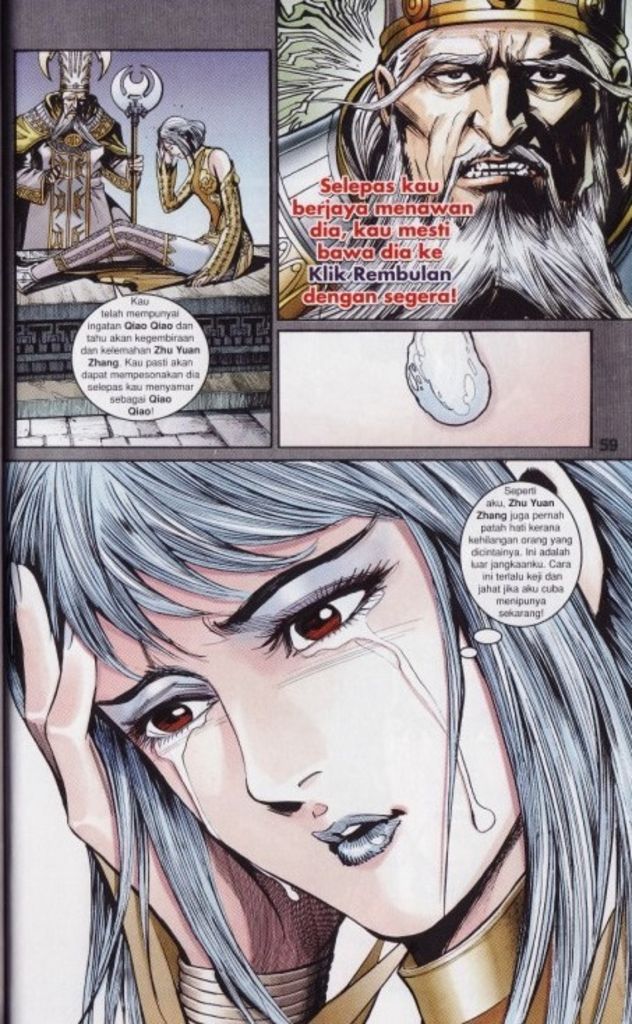 Kau
telah mempunyai
ingatan Qiao Qiao dan
tahu akan kegembiraan
dan kelemahan Zhu Yuan
Zhang. Kau pasti akan
dapat mempesonakan dia
selepas kau menyamar
sebagai Qiao
Qiao!
Selepas kau
berjaya menawan
dia, kau mesti
bawa dia ke
Klik Rembulan
dengan segera!
59
Seperti
aku, Zhu Yuan
Zhang juga pernah
patah hati kerana
kehilangan orang yang
dicintainya. Ini adalah
luar jangkaanku. Cara
ini terlalu keji dan
jahat jika aku cuba
menipunya
sekarang!